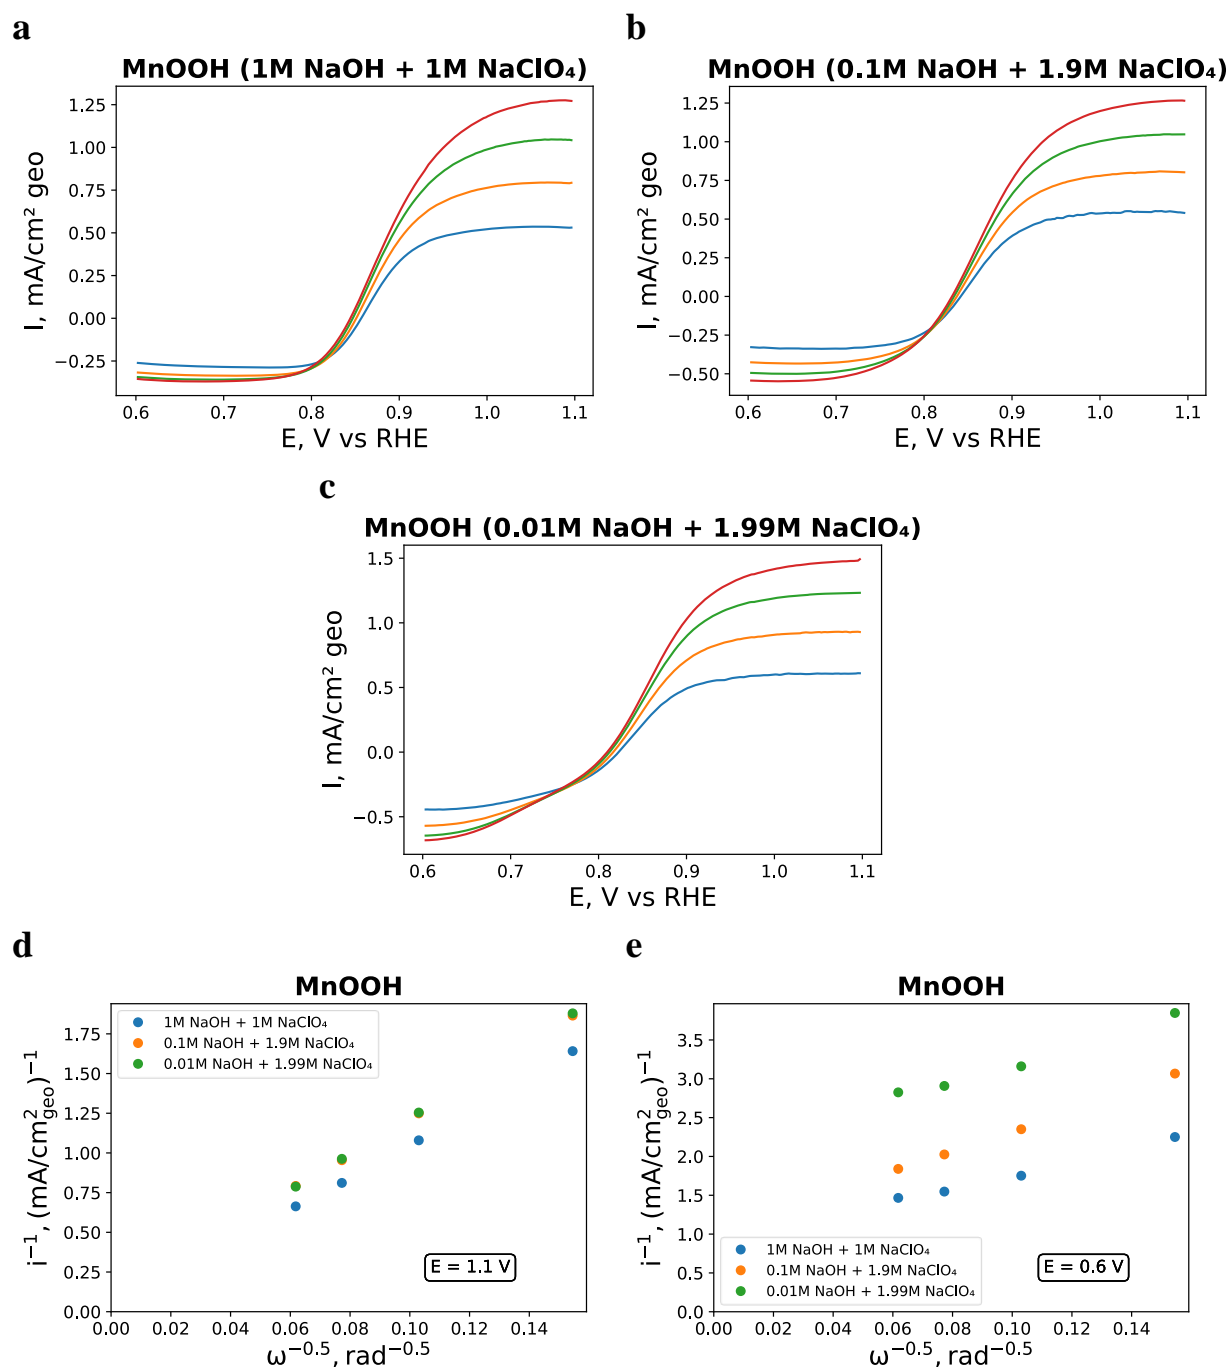 a
MnOOH (1M NaOH + 1M NaClO₄)
1.25
1.00
0.75
0.50
0.25
0.00
−0.25
I, mA/cm² geo
0.6 0.7 0.8 0.9 1.0 1.1
E, V vs RHE
b
MnOOH (0.1M NaOH + 1.9M NaClO₄)
1.25
1.00
0.75
0.50
0.25
0.00
−0.25
−0.50
I, mA/cm² geo
0.6 0.7 0.8 0.9 1.0 1.1
E, V vs RHE
c
MnOOH (0.01M NaOH + 1.99M NaClO₄)
1.5
1.0
0.5
0.0
−0.5
I, mA/cm² geo
0.6 0.7 0.8 0.9 1.0 1.1
E, V vs RHE
d
MnOOH
1M NaOH + 1M NaClO₄
0.1M NaOH + 1.9M NaClO₄
0.01M NaOH + 1.99M NaClO₄
1.75
1.50
1.25
1.00
0.75
0.50
0.25
0.00
i⁻¹, (mA/cm²geo)⁻¹
E = 1.1 V
0.00 0.02 0.04 0.06 0.08 0.10 0.12 0.14
ω⁻⁰·⁵, rad⁻⁰·⁵
e
MnOOH
3.5
3.0
2.5
2.0
1.5
1.0
0.5
0.0
i⁻¹, (mA/cm²geo)⁻¹
1M NaOH + 1M NaClO₄
0.1M NaOH + 1.9M NaClO₄
0.01M NaOH + 1.99M NaClO₄
E = 0.6 V
0.00 0.02 0.04 0.06 0.08 0.10 0.12 0.14
ω⁻⁰·⁵, rad⁻⁰·⁵